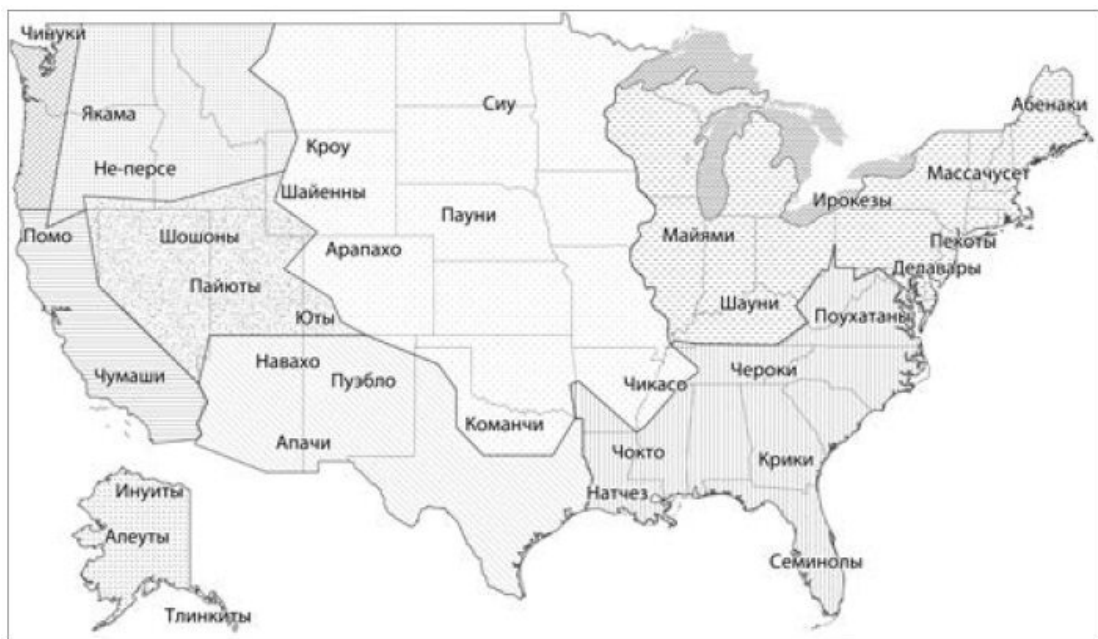 Чинуки
Якама
Не-персе
Сиу
Кроу
Шайенны
Пауни
Абенаки
Массачусет
Ирокезы
Пекоты
Делавары
Майями
Шауни
Поухатаны
Помо
Шошоны
Арапахо
Пайюты
Юты
Чумаши
Навахо
Пуэбло
Апачи
Команчи
Чикасо
Чероки
Чокто
Крики
Натчез
Семинолы
Инуиты
Алеуты
Тлинкиты